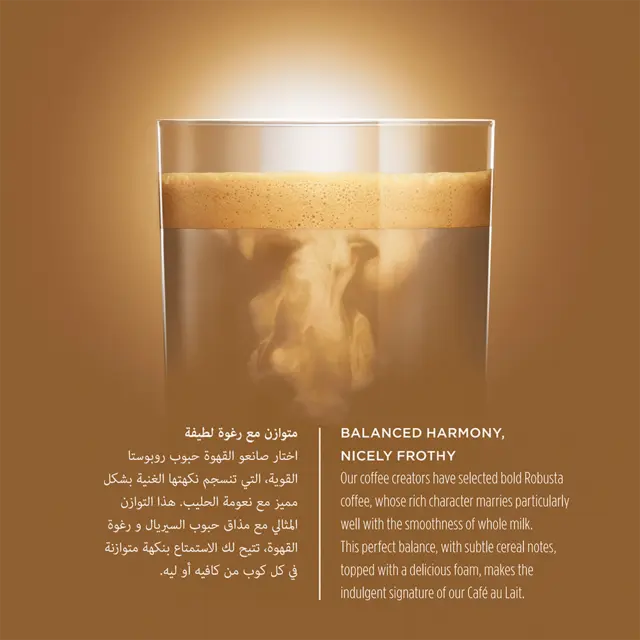 متوازن مع رغوة لطيفة
اختار صانعو القهوة حبوب روبوستا
القوية، التي تنسجم نكهتها الغنية بشكل
مميز مع نعومة الحليب. هذا التوازن
المثالي مع مذاق حبوب السيريال و رغوة
القهوة، تتيح لك الاستمتاع بنكهة متوازنة
في كل كوب من كافيه أو ليه.
BALANCED HARMONY,
NICELY FROTHY
Our coffee creators have selected bold Robusta
coffee, whose rich character marries particularly
well with the smoothness of whole milk.
This perfect balance, with subtle cereal notes,
topped with a delicious foam, makes the
indulgent signature of our Café au Lait.